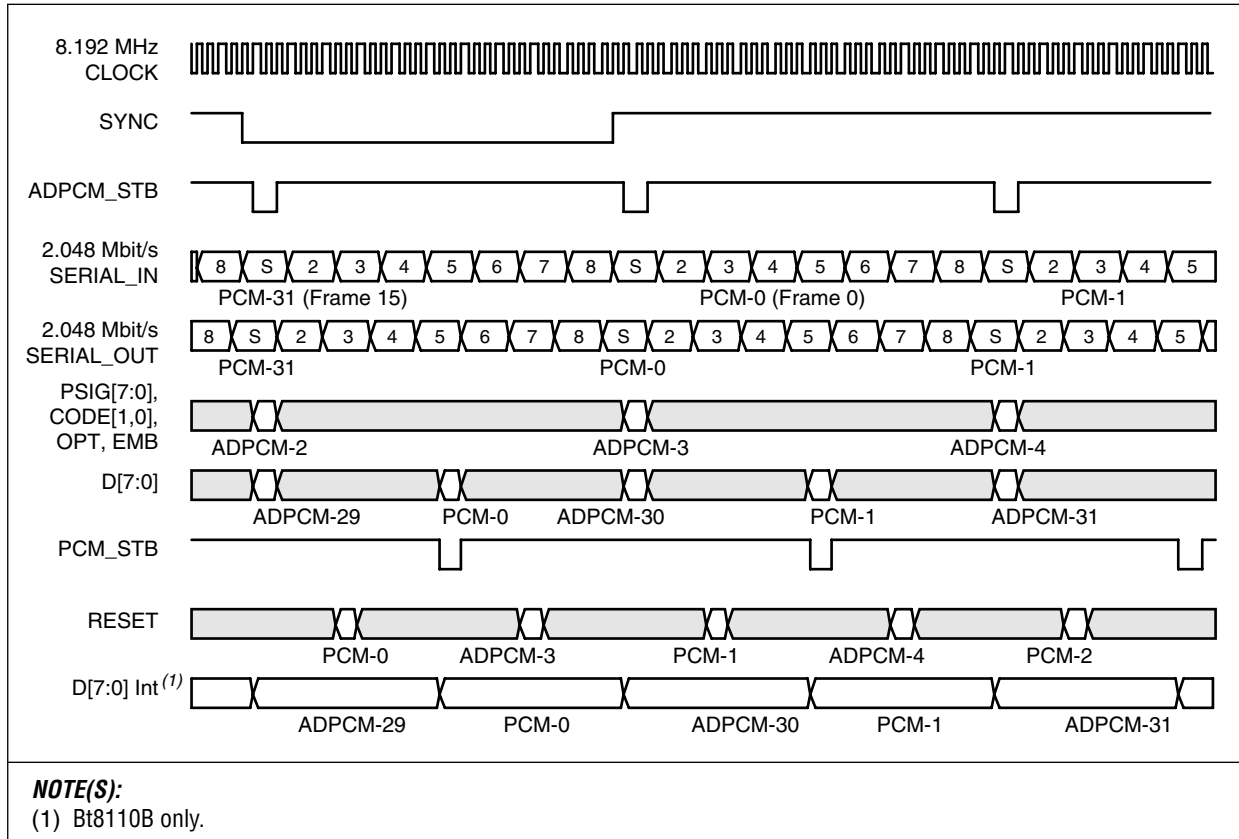 8.192 MHz
CLOCK
SYNC
ADPCM_STB
2.048 Mbit/s
SERIAL_IN
8 S 2 3 4 5 6 7 8 S 2 3 4 5 6 7 8 S 2 3 4 5
PCM-31 (Frame 15) PCM-0 (Frame 0) PCM-1
2.048 Mbit/s
SERIAL_OUT
8 S 2 3 4 5 6 7 8 S 2 3 4 5 6 7 8 S 2 3 4 5
PCM-31 PCM-0 PCM-1
PSIG[7:0],
CODE[1,0],
OPT, EMB
ADPCM-2 ADPCM-3 ADPCM-4
D[7:0]
ADPCM-29 PCM-0 ADPCM-30 PCM-1 ADPCM-31
PCM_STB
RESET
PCM-0 ADPCM-3 PCM-1 ADPCM-4 PCM-2
D[7:0] Int (1)
ADPCM-29 PCM-0 ADPCM-30 PCM-1 ADPCM-31
NOTE(S):
(1) Bt8110B only.